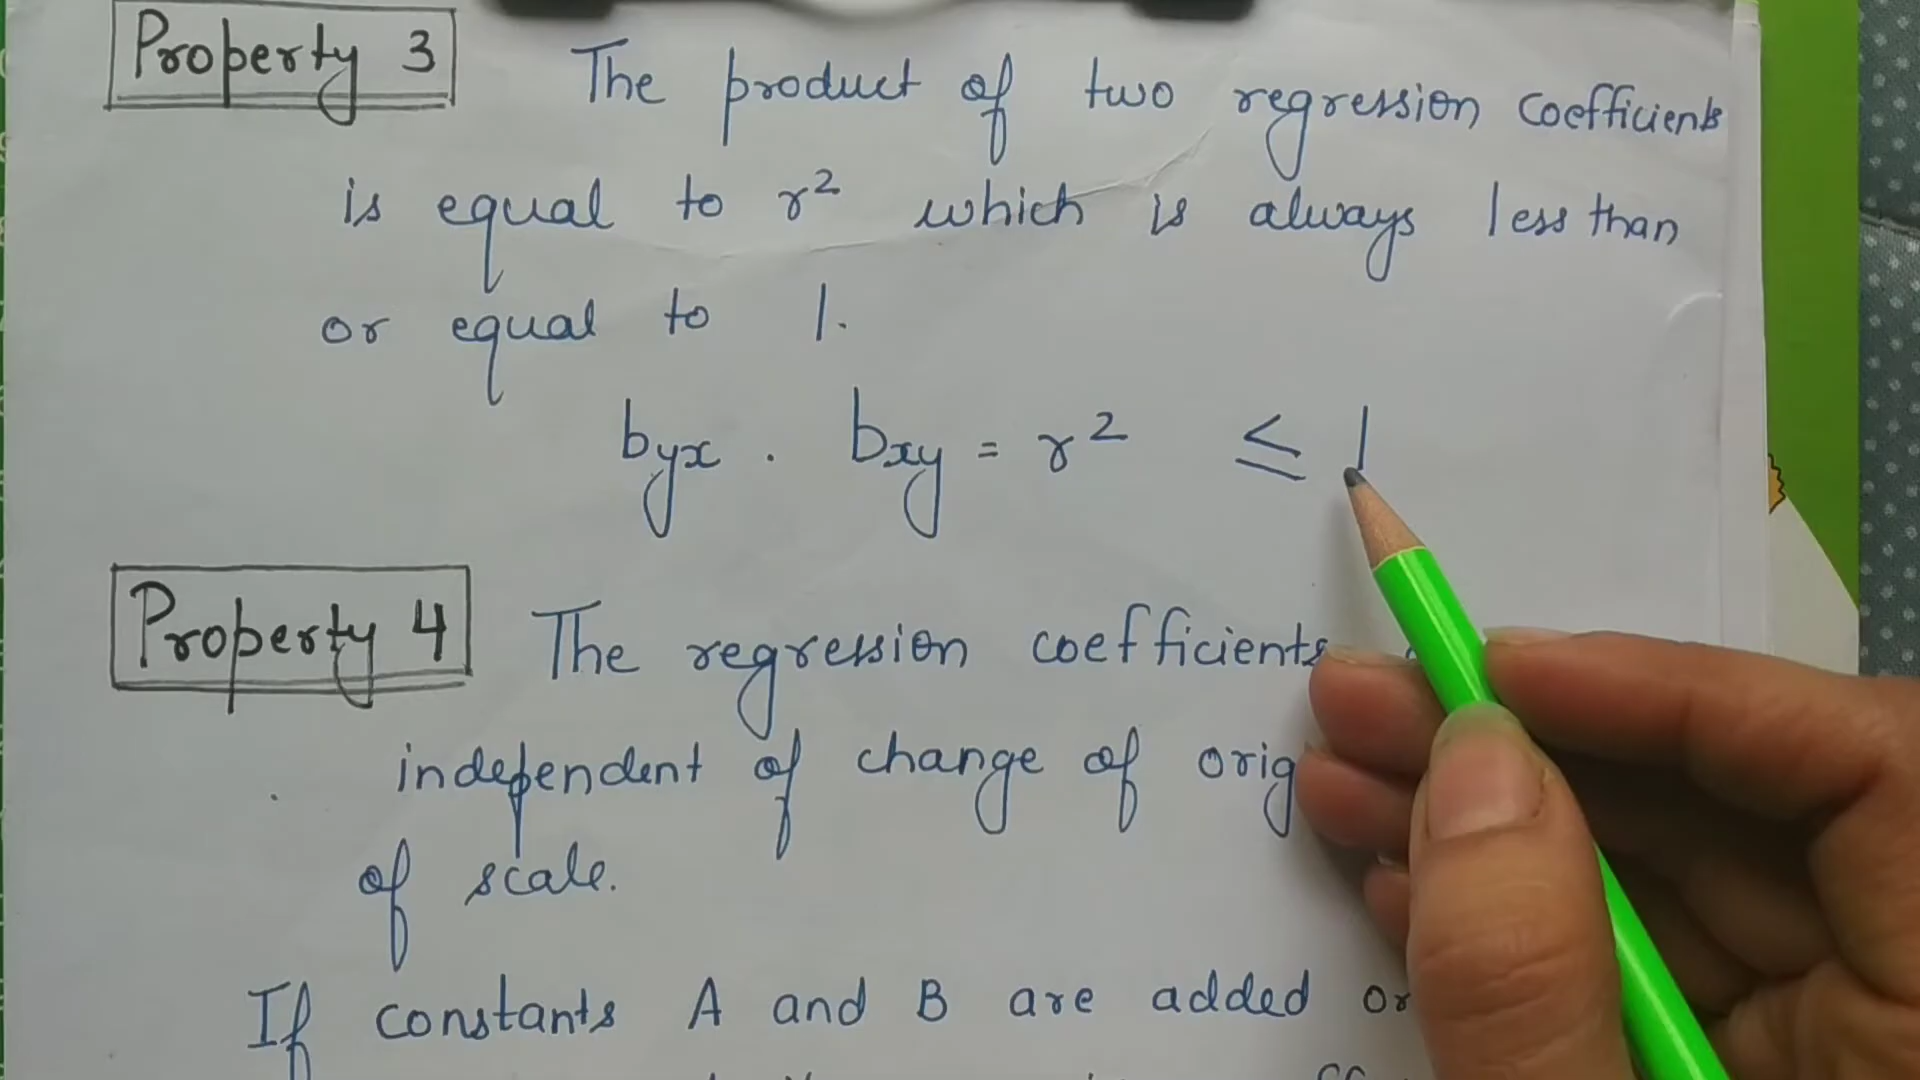 Property 3 The product of two regression coefficients
is equal to r² which is always less than
or equal to 1.
byx . bxy = r² ≤ 1
Property 4 The regression coefficients
independent of change of
of scale.
If constants A and B are added or